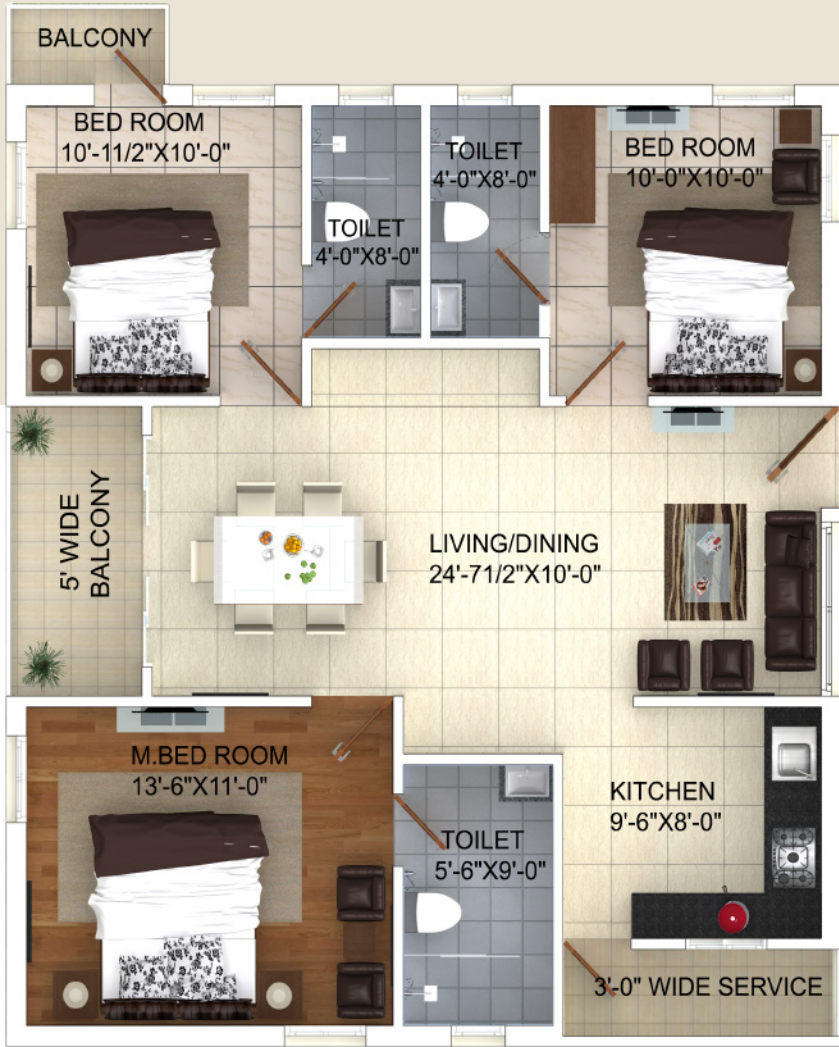 BALCONY
BED ROOM
10'-11/2"X10'-0"
TOILET
4'-0"X8'-0"
TOILET
4'-0"X8'-0"
BED ROOM
10'-0"X10'-0"
5' WIDE
BALCONY
LIVING/DINING
24'-71/2"X10'-0"
M.BED ROOM
13'-6"X11'-0"
TOILET
5'-6"X9'-0"
KITCHEN
9'-6"X8'-0"
3'-0" WIDE SERVICE